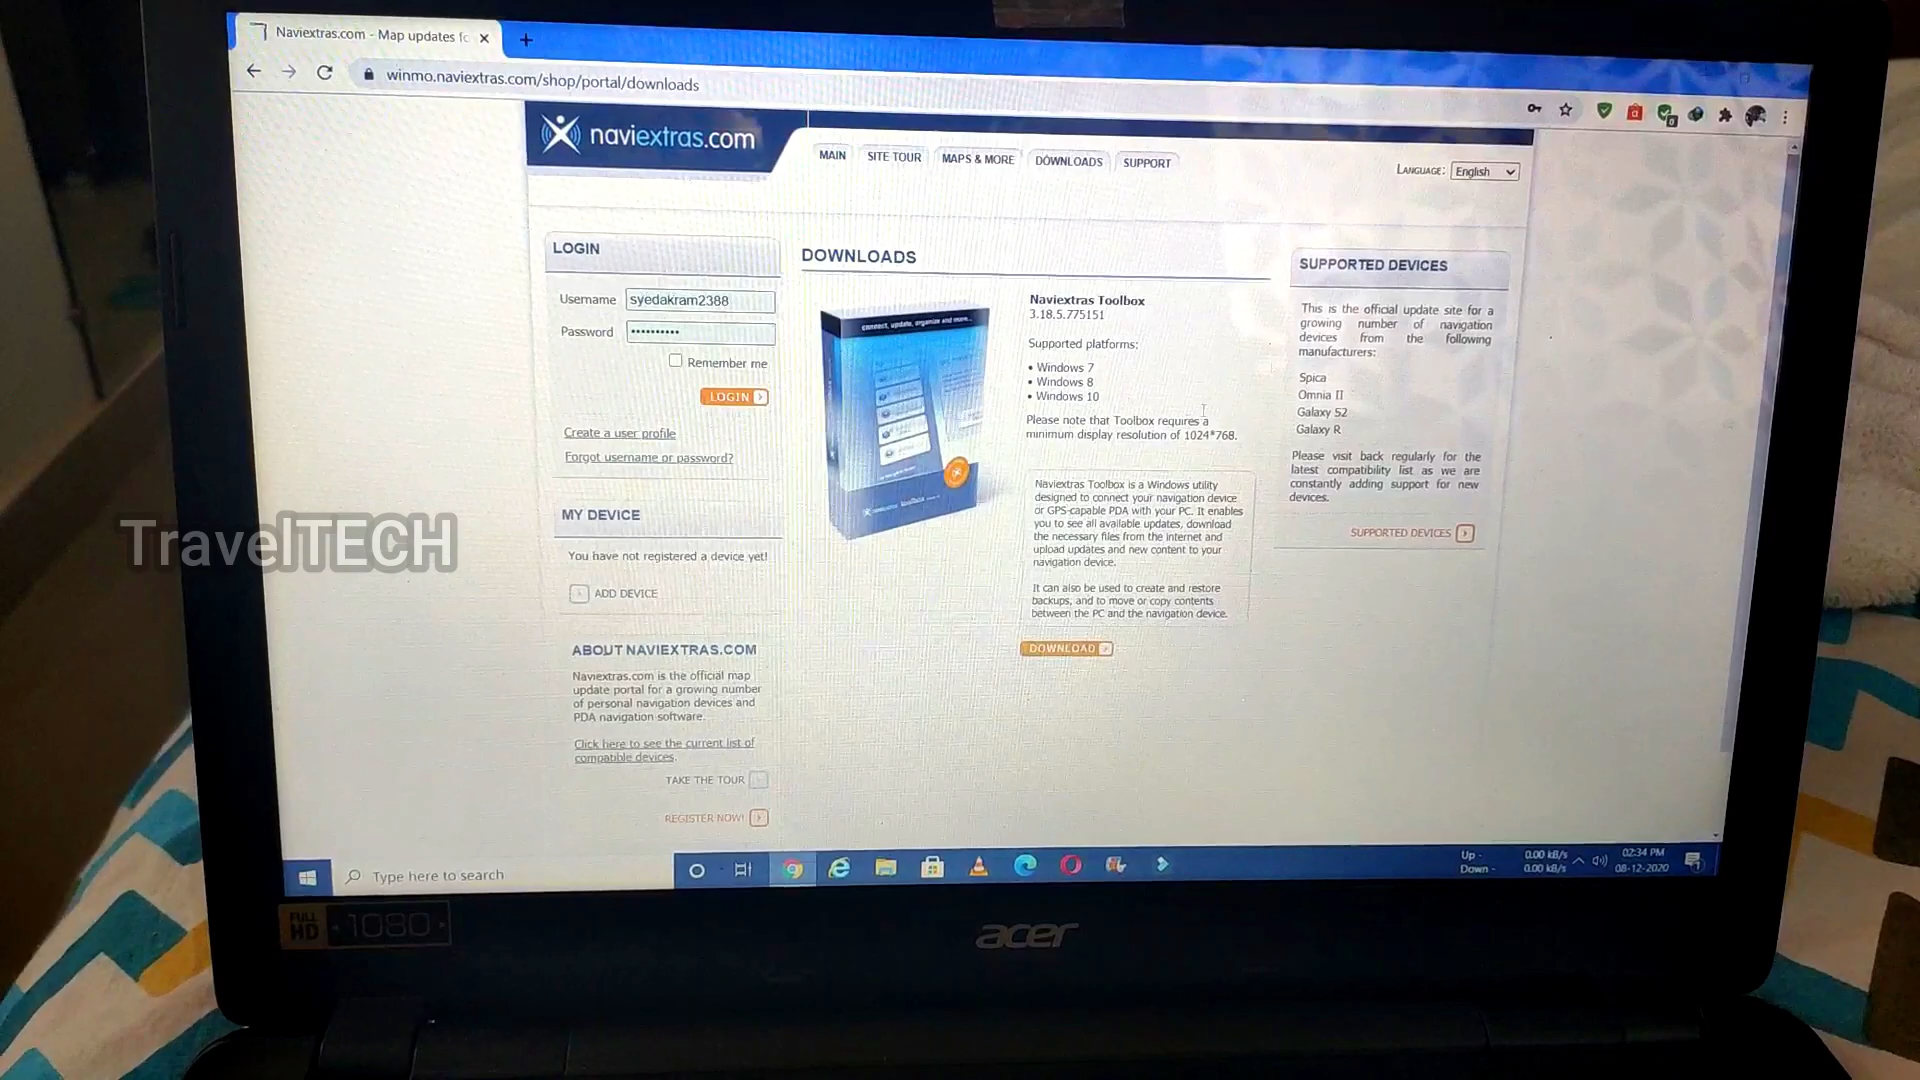 Naviextras.com - Map updates fo
winmo.naviextras.com/shop/portal/downloads
naviextras.com
MAIN
SITE TOUR
MAPS & MORE
DOWNLOADS
SUPPORT
LANGUAGE: English
LOGIN
Username syedakram2388
Password ••••••••••
Remember me
LOGIN
Create a user profile
Forgot username or password?
MY DEVICE
You have not registered a device yet!
ADD DEVICE
ABOUT NAVIEXTRAS.COM
Naviextras.com is the official map
update portal for a growing number
of personal navigation devices and
PDA navigation software.
Click here to see the current list of
compatible devices.
TAKE THE TOUR
REGISTER NOW!
DOWNLOADS
connect, update, organize and more...
Naviextras Toolbox
3.18.5.775151
Supported platforms:
• Windows 7
• Windows 8
• Windows 10
Please note that Toolbox requires a
minimum display resolution of 1024*768.
Naviextras Toolbox is a Windows utility
designed to connect your navigation device
or GPS-capable PDA with your PC. It enables
you to see all available updates, download
the necessary files from the internet and
upload updates and new content to your
navigation device.
It can also be used to create and restore
backups, and to move or copy contents
between the PC and the navigation device.
DOWNLOAD
SUPPORTED DEVICES
This is the official update site for a
growing number of navigation
devices from the following
manufacturers:
Spica
Omnia II
Galaxy S2
Galaxy R
Please visit back regularly for the
latest compatibility list as we are
constantly adding support for new
devices.
SUPPORTED DEVICES
TravelTECH
Type here to search
Up -
Down -
0.00 kB/s
0.00 kB/s
02:34 PM
08-12-2020
FULL HD 1080
acer